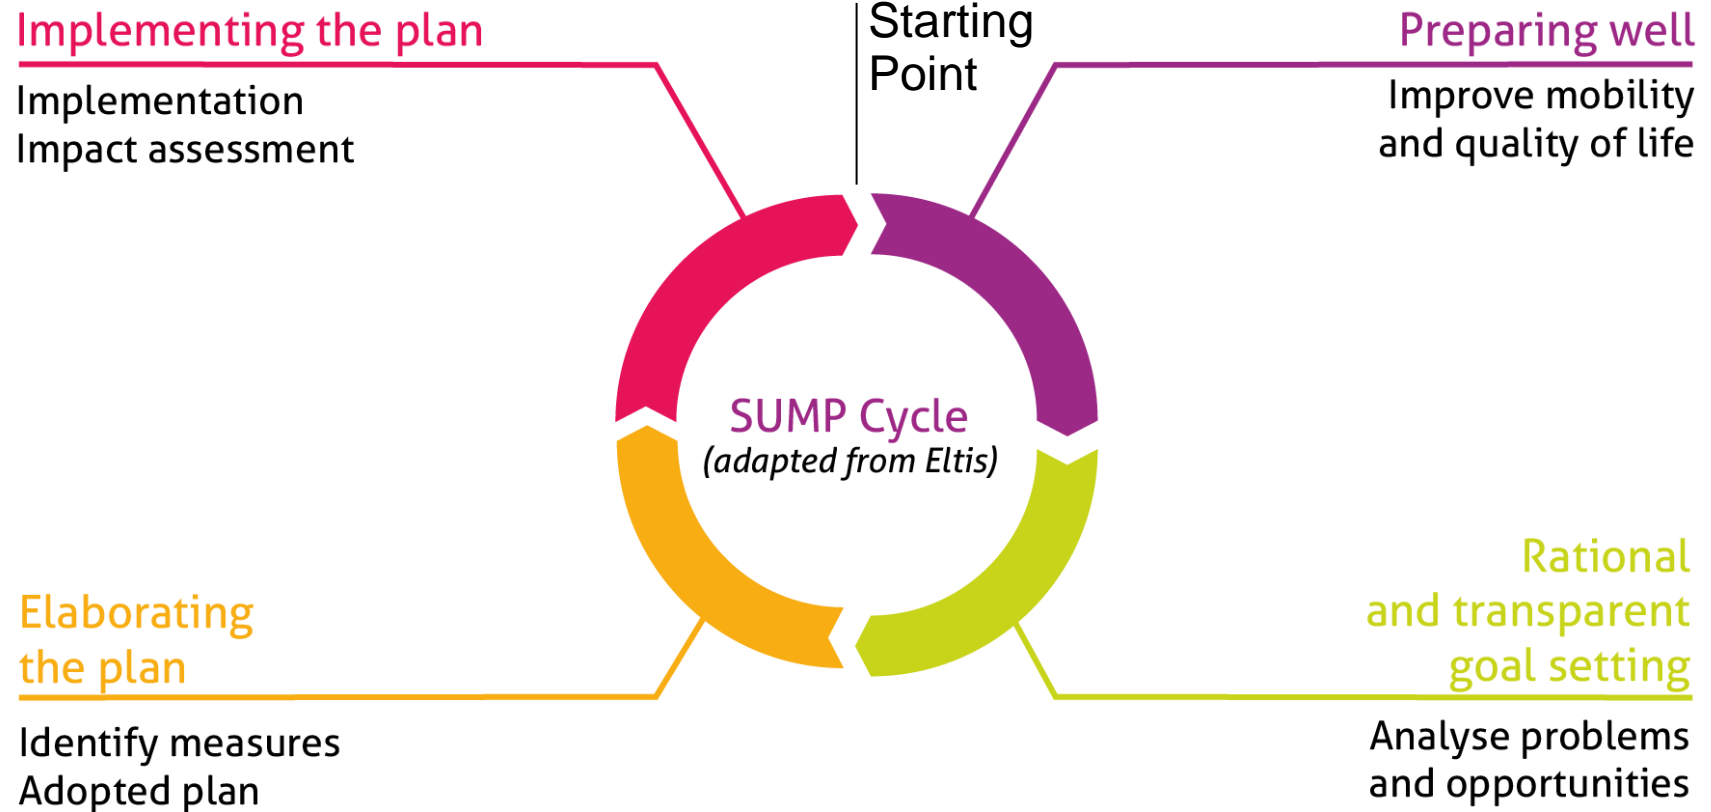 Implementing the plan
Implementation
Impact assessment
Starting
Point
Preparing well
Improve mobility
and quality of life
SUMP Cycle
(adapted from Eltis)
Elaborating
the plan
Identify measures
Adopted plan
Rational
and transparent
goal setting
Analyse problems
and opportunities